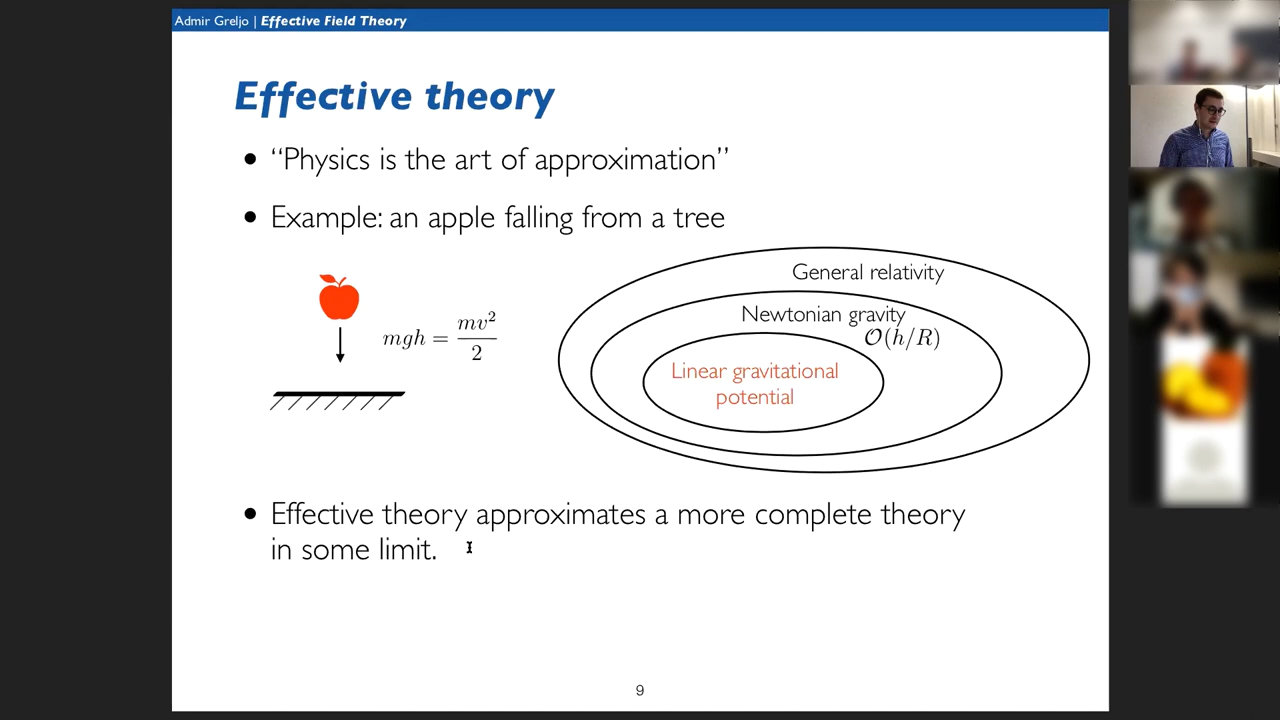 Admir Greljo | Effective Field Theory
Effective theory
• “Physics is the art of approximation”
• Example: an apple falling from a tree
General relativity
Newtonian gravity
O(h/R)
mgh = mv²/2
Linear gravitational
potential
• Effective theory approximates a more complete theory
in some limit.
9